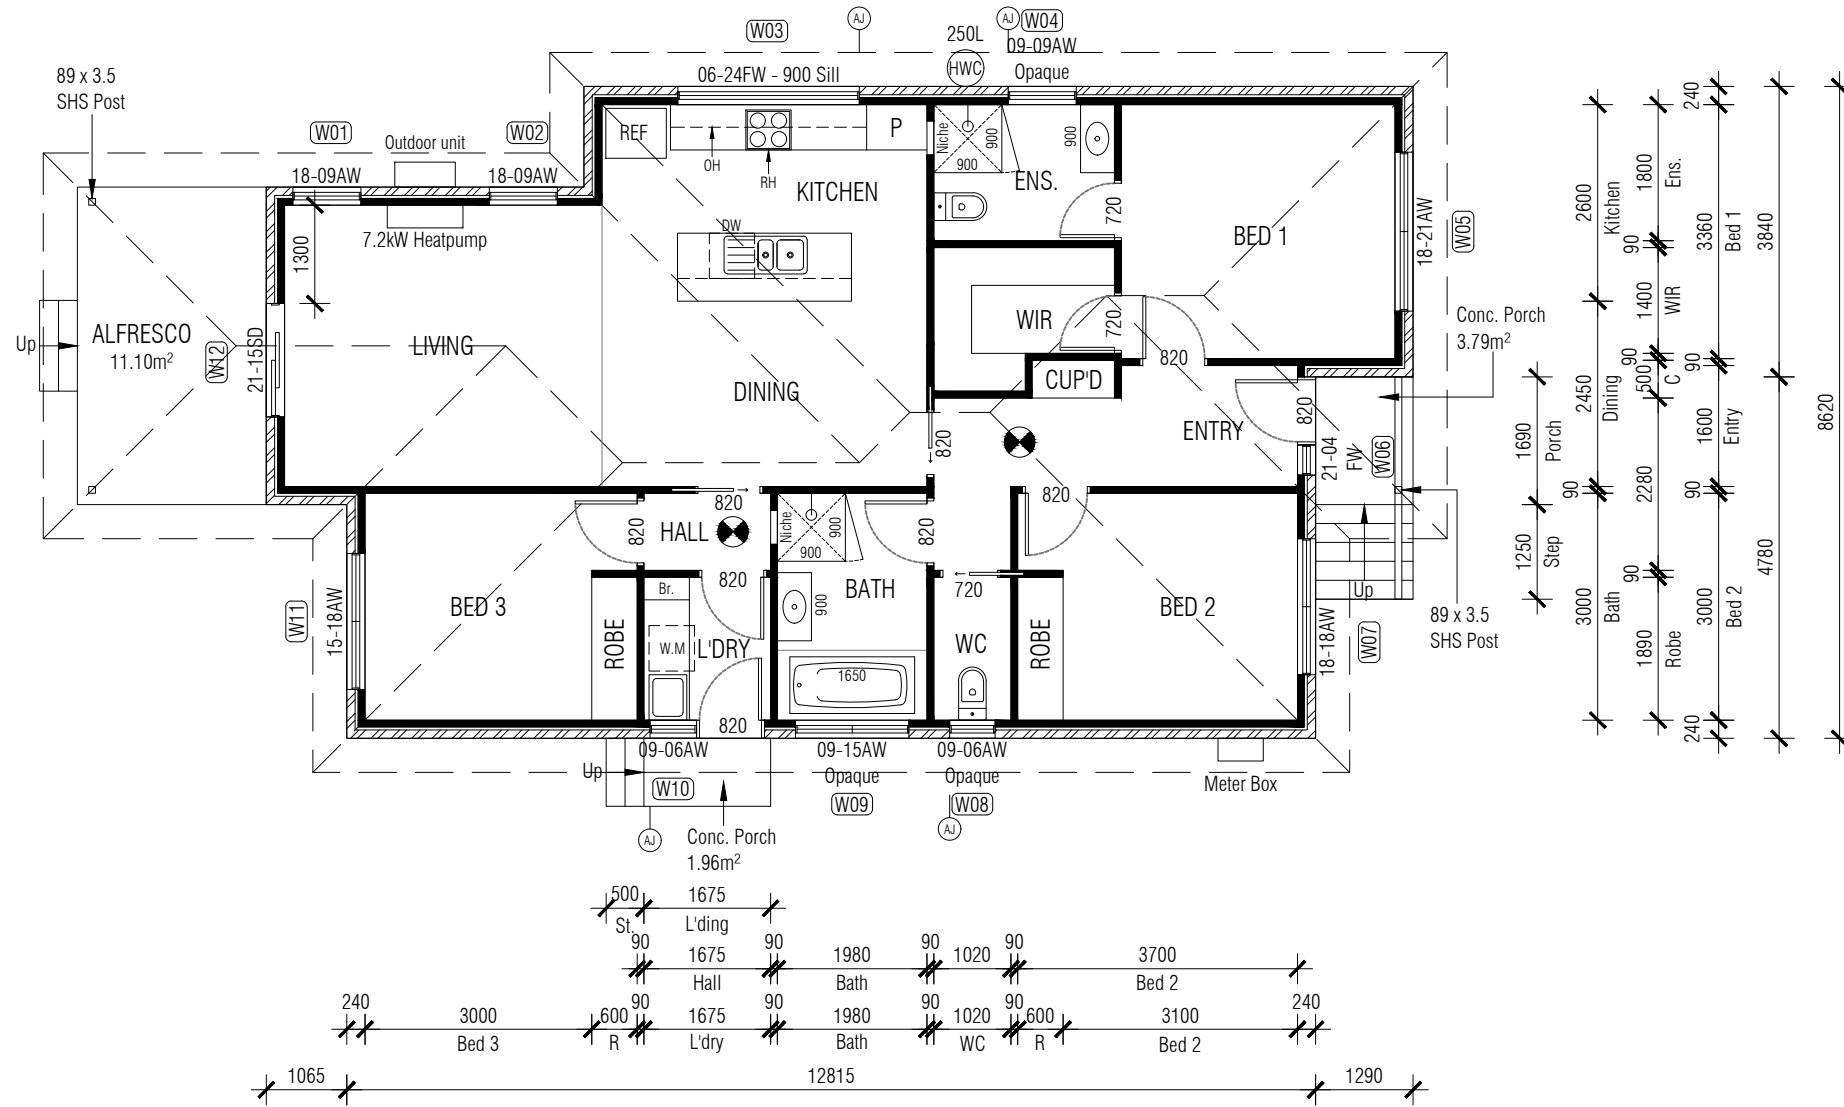 W03
AJ
AJ
W04
250L
HWC
09-09AW
Opaque
06-24FW - 900 Sill
89 x 3.5
SHS Post
W01
Outdoor unit
W02
18-09AW
18-09AW
7.2kW Heatpump
1300
REF
OH
RH
P
KITCHEN
DW
Niche
900
900
900
ENS.
720
BED 1
18-21AW
W05
Up
ALFRESCO
11.10m²
W12
21-15SD
LIVING
DINING
WIR
720
820
CUP'D
Conc. Porch
3.79m²
ENTRY
820
820
21-04
FW
W06
820
HALL
820
820
820
Niche
900
900
820
820
BED 3
ROBE
Br.
W.M
L'DRY
BATH
900
1650
720
WC
ROBE
BED 2
18-18AW
W07
Up
89 x 3.5
SHS Post
W11
15-18AW
820
09-06AW
09-15AW
Opaque
09-06AW
Opaque
Up
W10
W09
W08
AJ
AJ
Meter Box
Conc. Porch
1.96m²
1690
Porch
1250
Step
2600
Kitchen
2450
Dining
90
3000
Bath
1800
Ens.
90
1400
WIR
90
500
C
2280
90
1890
Robe
240
3360
Bed 1
90
1600
Entry
90
3000
Bed 2
240
3840
4780
8620
500
1675
St.
L'ding
90
1675
90
1980
90
1020
90
3700
Hall
Bath
Bed 2
240
3000
600
90
1675
90
1980
90
1020
90
600
3100
240
Bed 3
R
L'dry
Bath
WC
R
Bed 2
1065
12815
1290